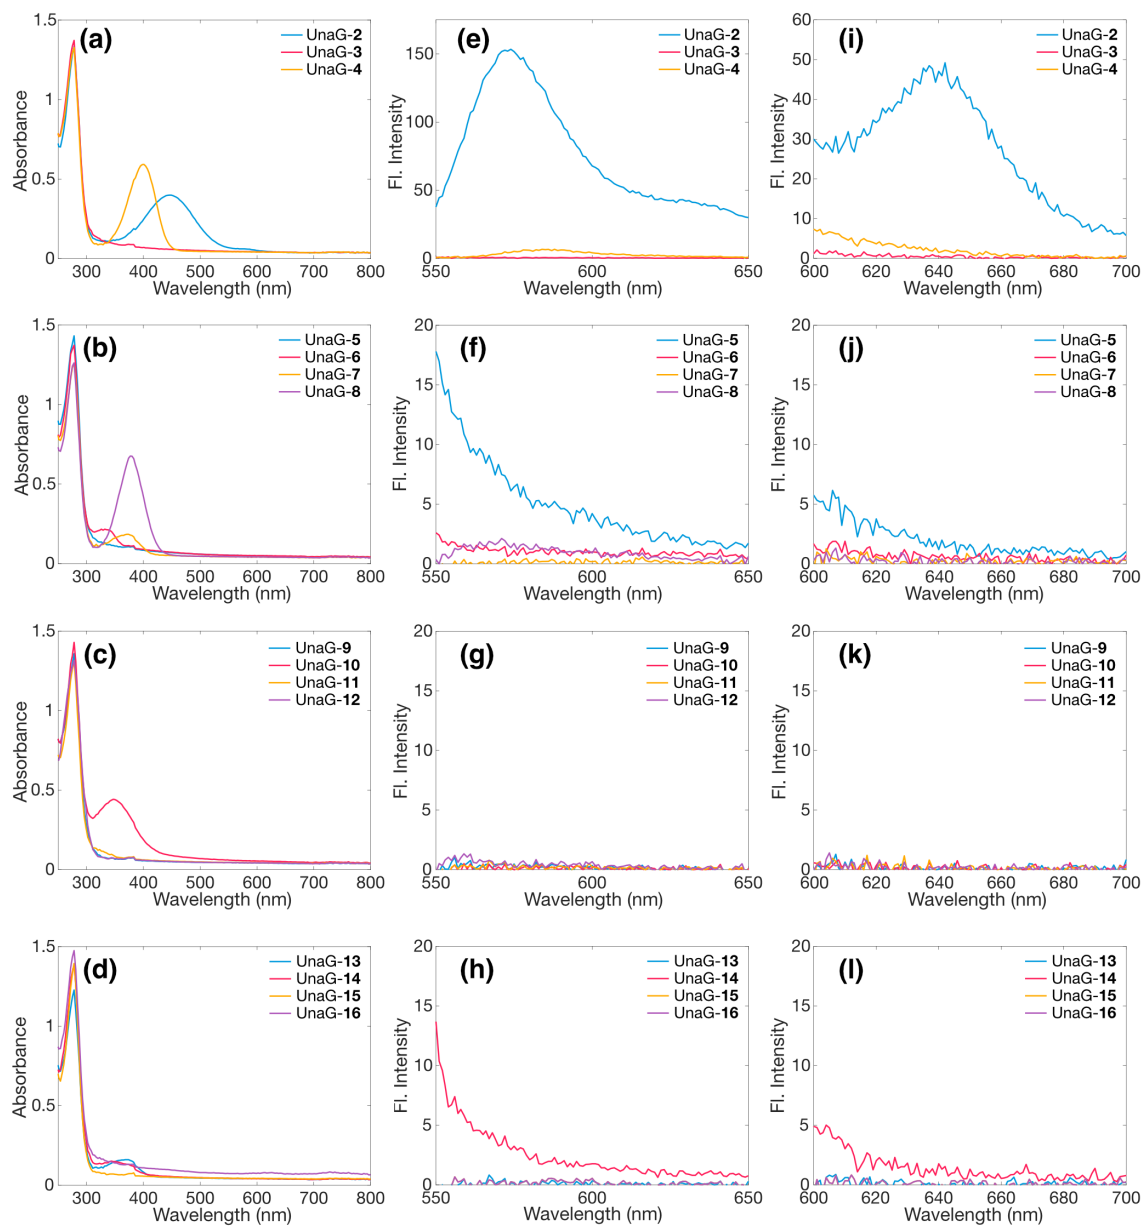 (a)
UnaG-2
UnaG-3
UnaG-4
1.5
1
0.5
0
Absorbance
300 400 500 600 700 800
Wavelength (nm)
(e)
UnaG-2
UnaG-3
UnaG-4
150
100
50
0
Fl. Intensity
550 600 650
Wavelength (nm)
(i)
UnaG-2
UnaG-3
UnaG-4
60
50
40
30
20
10
0
Fl. Intensity
600 620 640 660 680 700
Wavelength (nm)
(b)
UnaG-5
UnaG-6
UnaG-7
UnaG-8
1.5
1
0.5
0
Absorbance
300 400 500 600 700 800
Wavelength (nm)
(f)
UnaG-5
UnaG-6
UnaG-7
UnaG-8
20
15
10
5
0
Fl. Intensity
550 600 650
Wavelength (nm)
(j)
UnaG-5
UnaG-6
UnaG-7
UnaG-8
20
15
10
5
0
Fl. Intensity
600 620 640 660 680 700
Wavelength (nm)
(c)
UnaG-9
UnaG-10
UnaG-11
UnaG-12
1.5
1
0.5
0
Absorbance
300 400 500 600 700 800
Wavelength (nm)
(g)
UnaG-9
UnaG-10
UnaG-11
UnaG-12
20
15
10
5
0
Fl. Intensity
550 600 650
Wavelength (nm)
(k)
UnaG-9
UnaG-10
UnaG-11
UnaG-12
20
15
10
5
0
Fl. Intensity
600 620 640 660 680 700
Wavelength (nm)
(d)
UnaG-13
UnaG-14
UnaG-15
UnaG-16
1.5
1
0.5
0
Absorbance
300 400 500 600 700 800
Wavelength (nm)
(h)
UnaG-13
UnaG-14
UnaG-15
UnaG-16
20
15
10
5
0
Fl. Intensity
550 600 650
Wavelength (nm)
(l)
UnaG-13
UnaG-14
UnaG-15
UnaG-16
20
15
10
5
0
Fl. Intensity
600 620 640 660 680 700
Wavelength (nm)